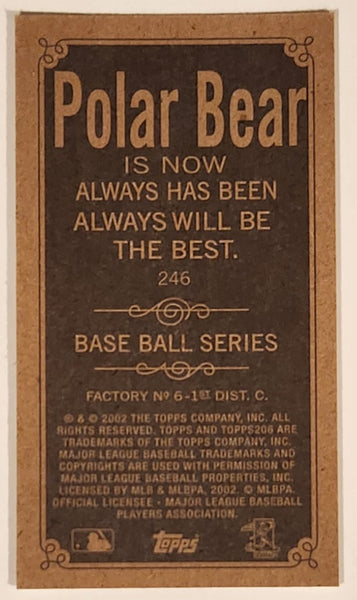 Polar Bear
IS NOW
ALWAYS HAS BEEN
ALWAYS WILL BE
THE BEST.
246
BASE BALL SERIES
FACTORY Nº 6-1ST DIST. C.
® & © 2002 THE TOPPS COMPANY, INC. ALL
RIGHTS RESERVED. TOPPS AND TOPPS206 ARE
TRADEMARKS OF THE TOPPS COMPANY, INC.
MAJOR LEAGUE BASEBALL TRADEMARKS AND
COPYRIGHTS ARE USED WITH PERMISSION OF
MAJOR LEAGUE BASEBALL PROPERTIES, INC.
LICENSED BY MLB & MLBPA, 2002. © MLBPA.
OFFICIAL LICENSEE - MAJOR LEAGUE BASEBALL
PLAYERS ASSOCIATION.
Topps